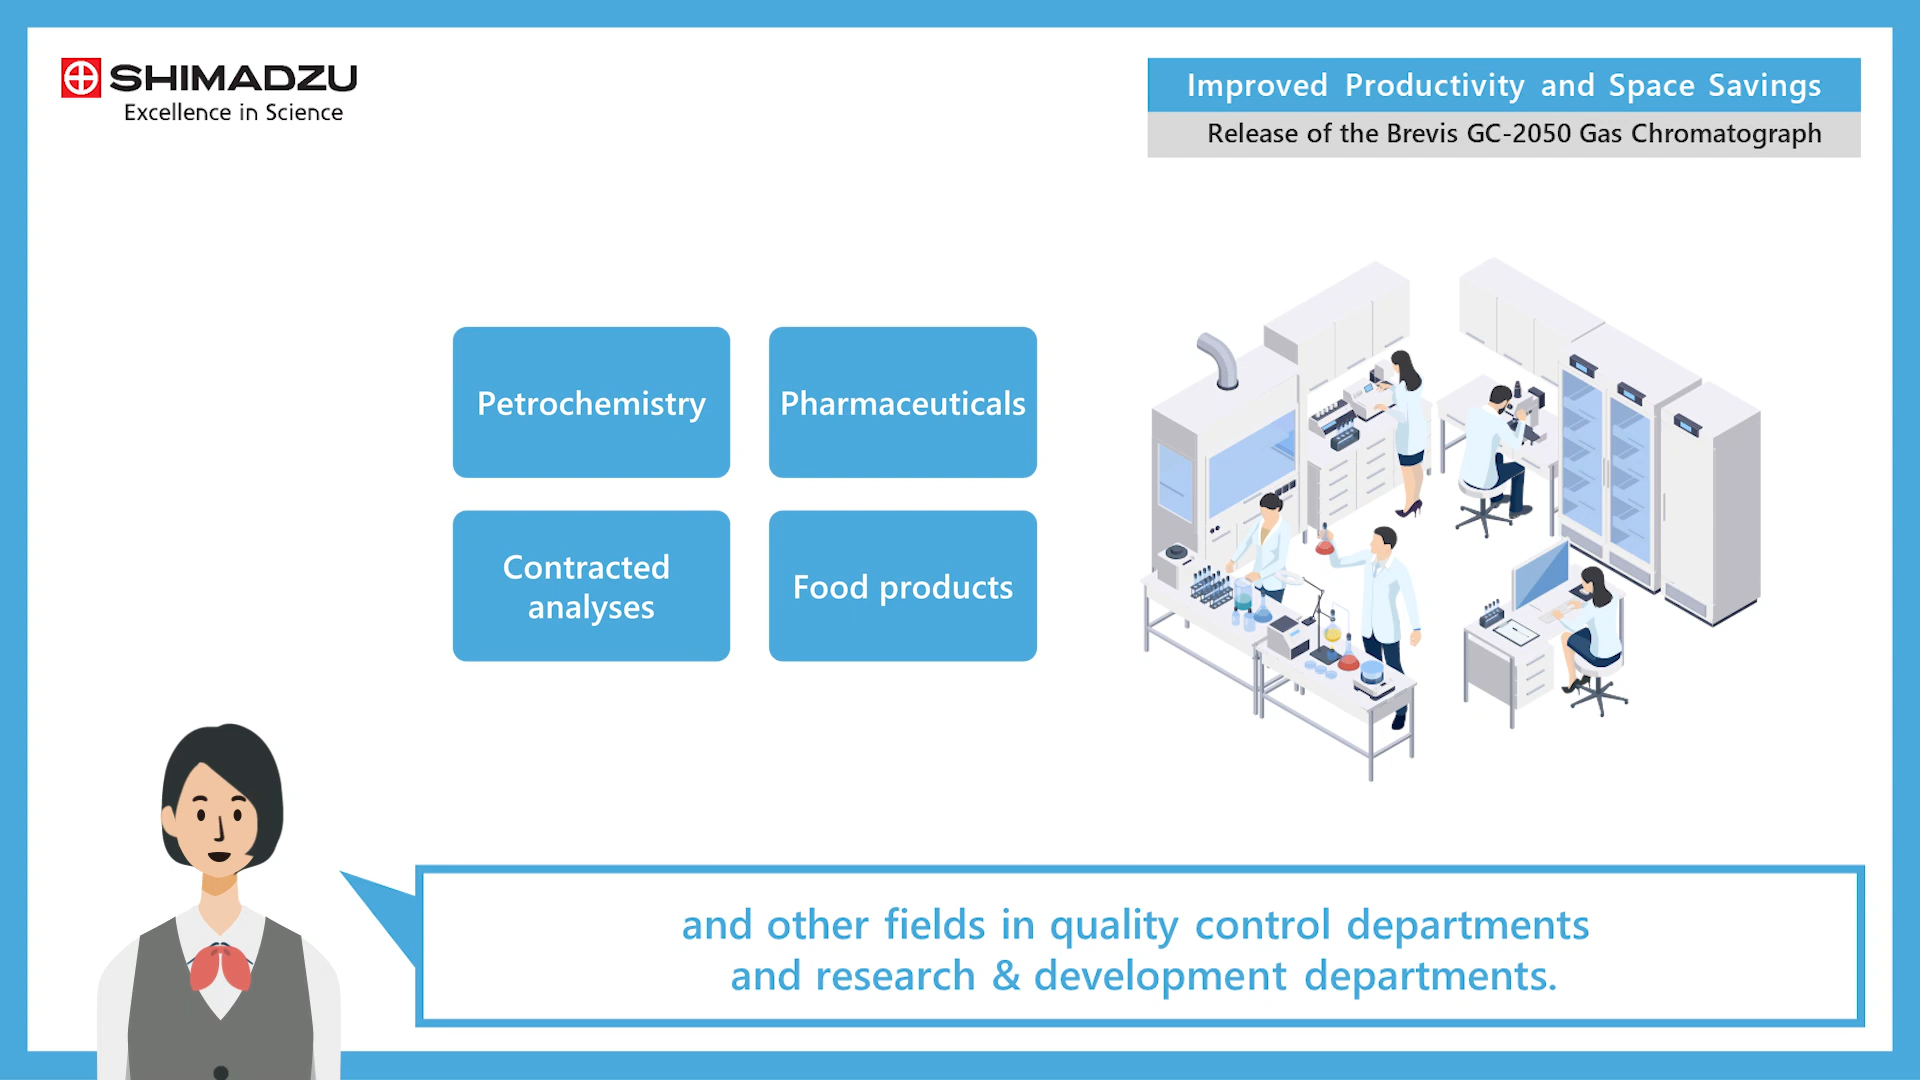 SHIMADZU
Excellence in Science
Improved Productivity and Space Savings
Release of the Brevis GC-2050 Gas Chromatograph
Petrochemistry
Pharmaceuticals
Contracted
analyses
Food products
and other fields in quality control departments
and research & development departments.